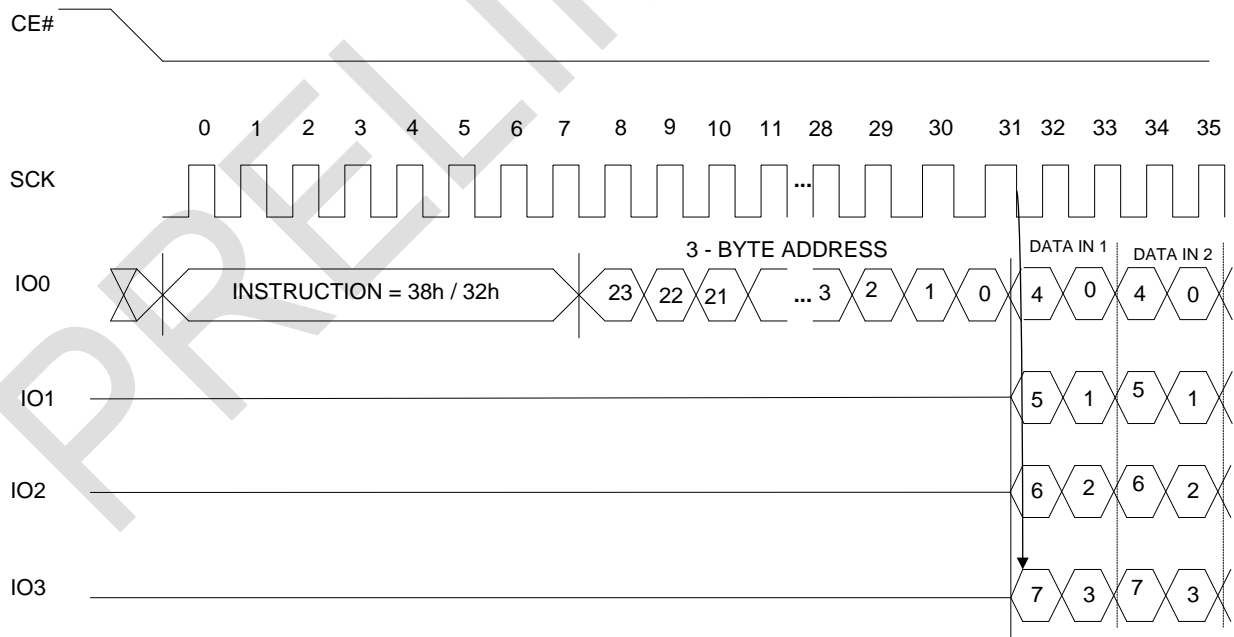 CE#
0 1 2 3 4 5 6 7 8 9 10 11 28 29 30 31 32 33 34 35
SCK ...
3 - BYTE ADDRESS DATA IN 1 DATA IN 2
IO0 INSTRUCTION = 38h / 32h 23 22 21 ... 3 2 1 0 4 0 4 0
IO1 5 1 5 1
IO2 6 2 6 2
IO3 7 3 7 3